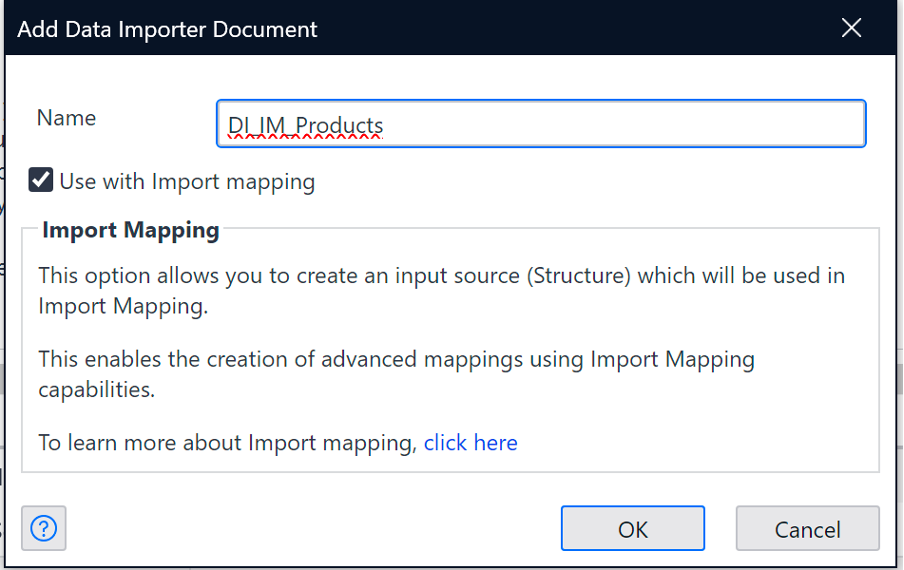 Add Data Importer Document
Name
DI_IM_Products
Use with Import mapping
Import Mapping
This option allows you to create an input source (Structure) which will be used in
Import Mapping.
This enables the creation of advanced mappings using Import Mapping
capabilities.
To learn more about Import mapping, click here
?
OK
Cancel